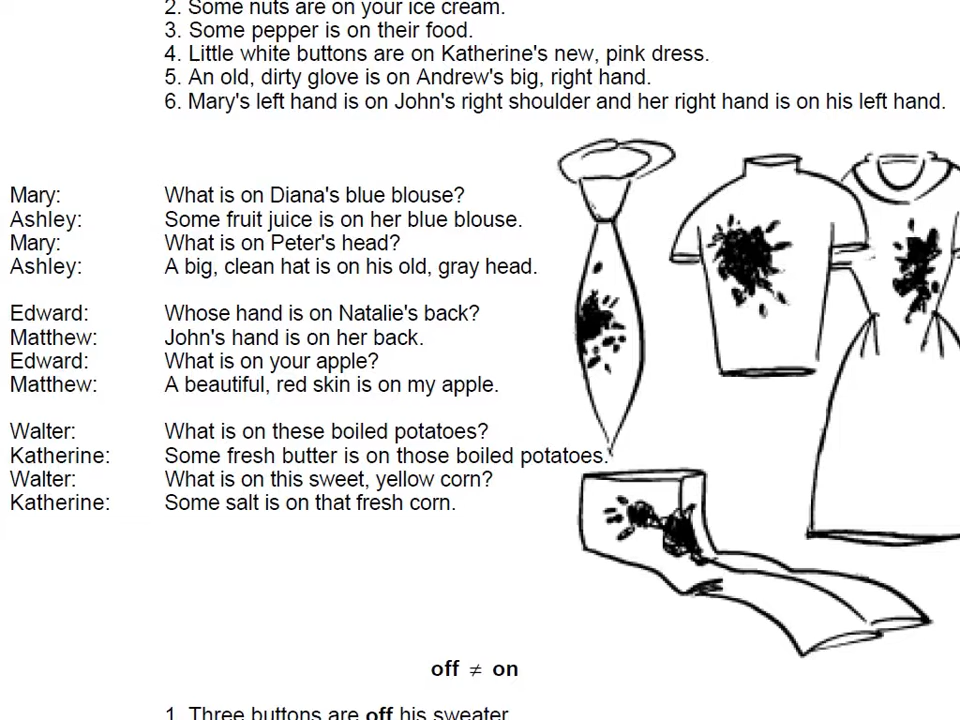 2. Some nuts are on your ice cream.
3. Some pepper is on their food.
4. Little white buttons are on Katherine's new, pink dress.
5. An old, dirty glove is on Andrew's big, right hand.
6. Mary's left hand is on John's right shoulder and her right hand is on his left hand.
Mary: What is on Diana's blue blouse?
Ashley: Some fruit juice is on her blue blouse.
Mary: What is on Peter's head?
Ashley: A big, clean hat is on his old, gray head.
Edward: Whose hand is on Natalie's back?
Matthew: John's hand is on her back.
Edward: What is on your apple?
Matthew: A beautiful, red skin is on my apple.
Walter: What is on these boiled potatoes?
Katherine: Some fresh butter is on those boiled potatoes.
Walter: What is on this sweet, yellow corn?
Katherine: Some salt is on that fresh corn.
off ≠ on
1. Three buttons are off his sweater.